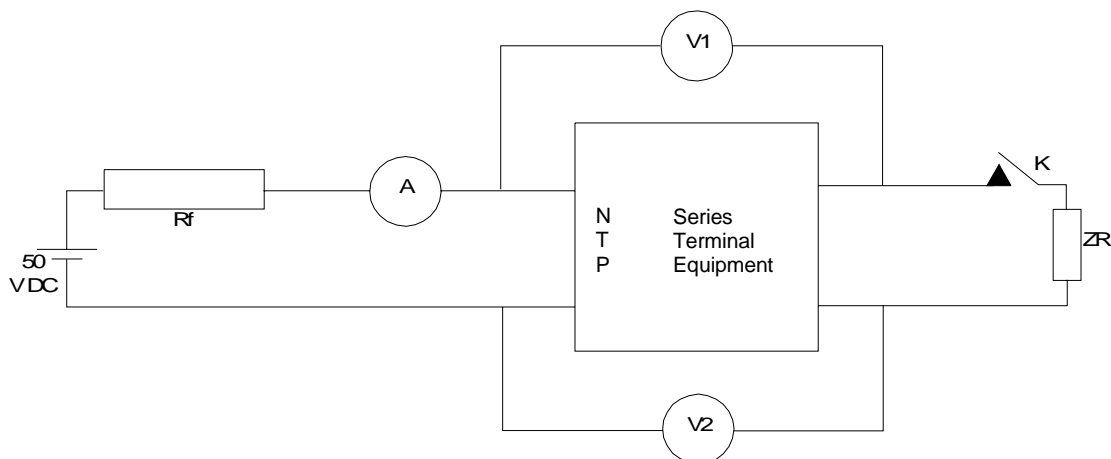 V1
A
K
Rf
N Series
T Terminal
P Equipment
ZR
50
VDC
V2